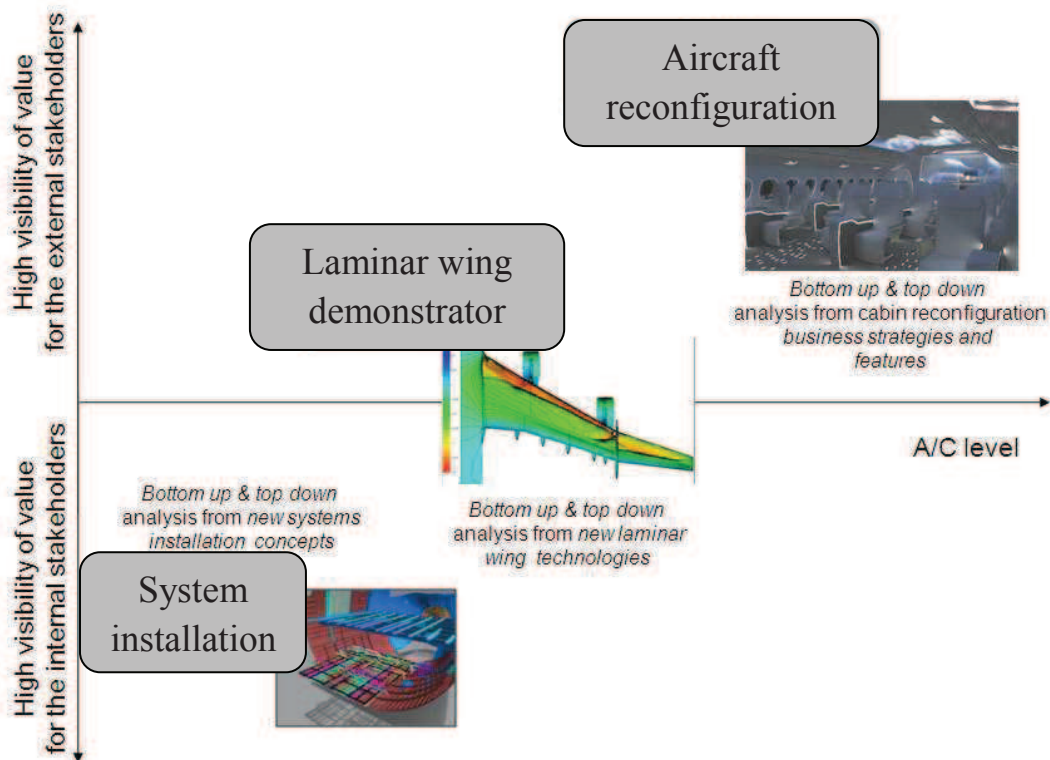 High visibility of value
for the external stakeholders
Aircraft
reconfiguration
Bottom up & top down
analysis from cabin reconfiguration
business strategies and
features
Laminar wing
demonstrator
A/C level
High visibility of value
for the internal stakeholders
Bottom up & top down
analysis from new systems
installation concepts
Bottom up & top down
analysis from new laminar
wing technologies
System
installation